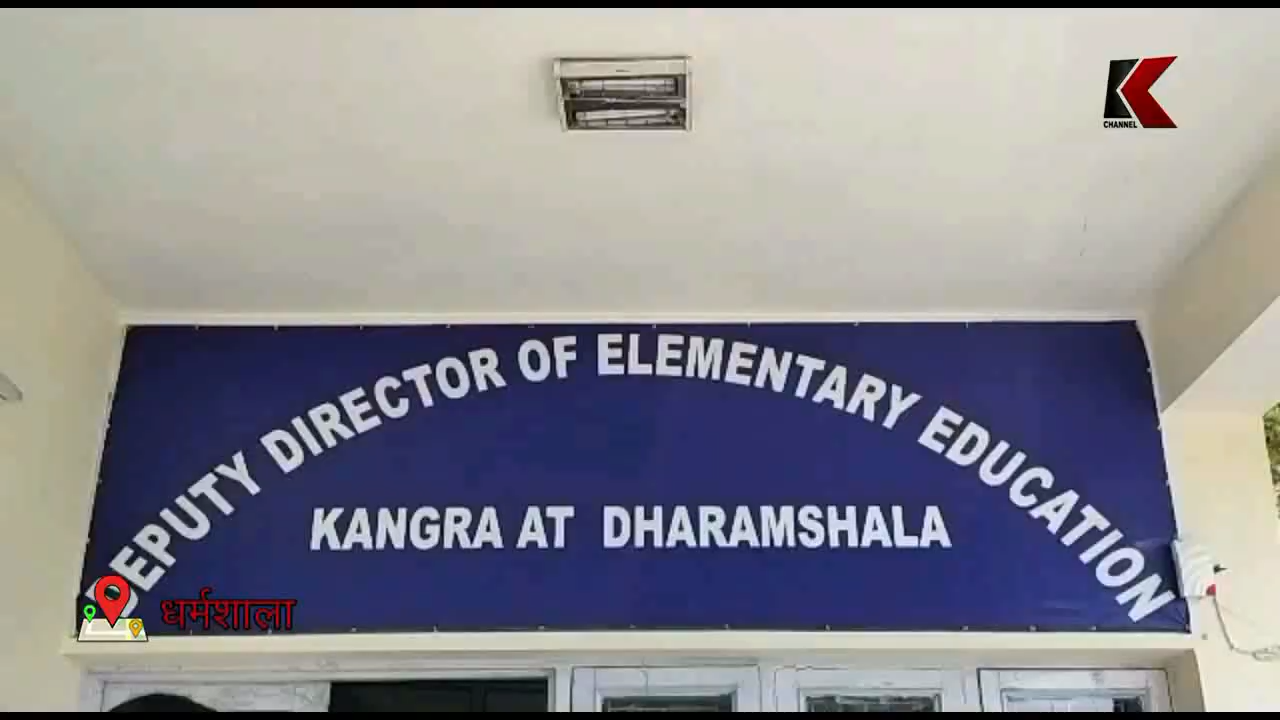 K
CHANNEL
DEPUTY DIRECTOR OF ELEMENTARY EDUCATION
KANGRA AT DHARAMSHALA
धर्मशाला